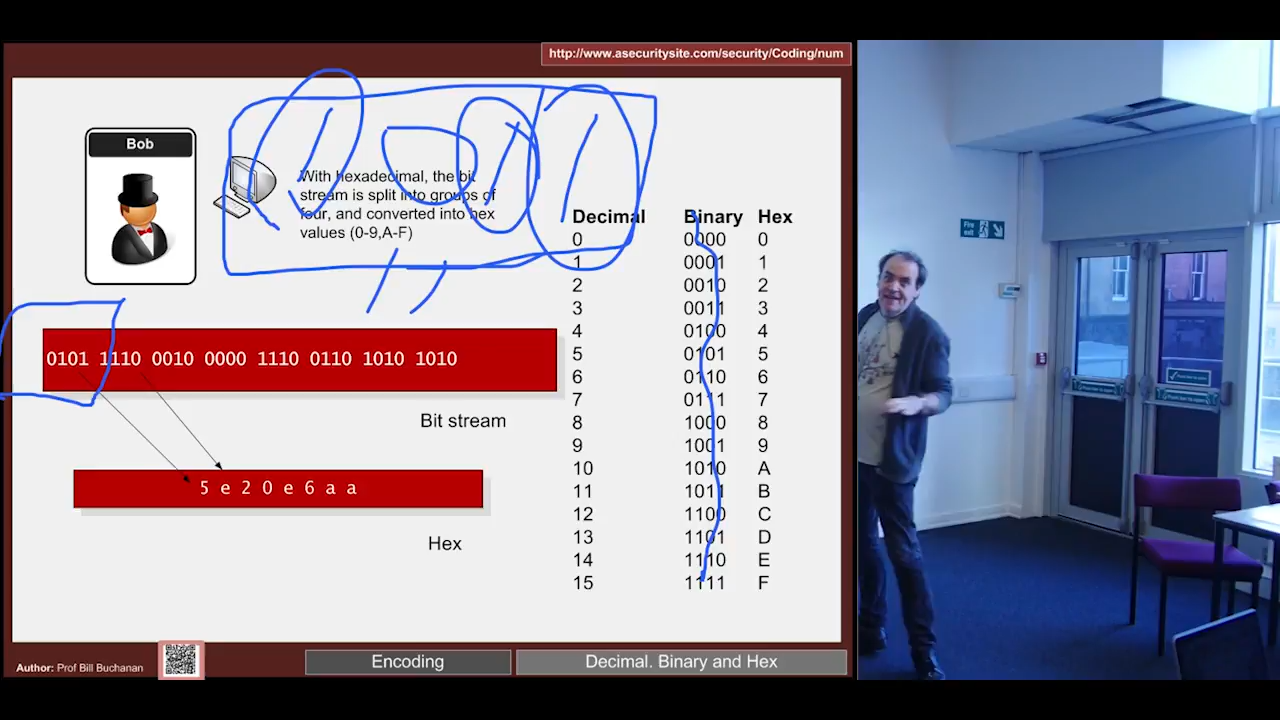 http://www.asecuritysite.com/security/Coding/num
Bob
With hexadecimal, the bit
stream is split into groups of
four, and converted into hex
values (0-9,A-F)
0101 1110 0010 0000 1110 0110 1010 1010
Bit stream
5 e 2 0 e 6 a a
Hex
Decimal Binary Hex
0 0000 0
1 0001 1
2 0010 2
3 0011 3
4 0100 4
5 0101 5
6 0110 6
7 0111 7
8 1000 8
9 1001 9
10 1010 A
11 1011 B
12 1100 C
13 1101 D
14 1110 E
15 1111 F
Author: Prof Bill Buchanan
Encoding
Decimal. Binary and Hex
Fire
exit